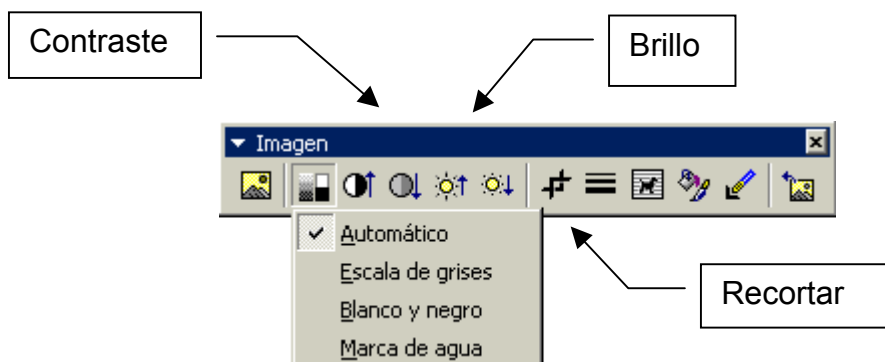 Contraste
Brillo
Imagen
Automático
Escala de grises
Blanco y negro
Marca de agua
Recortar